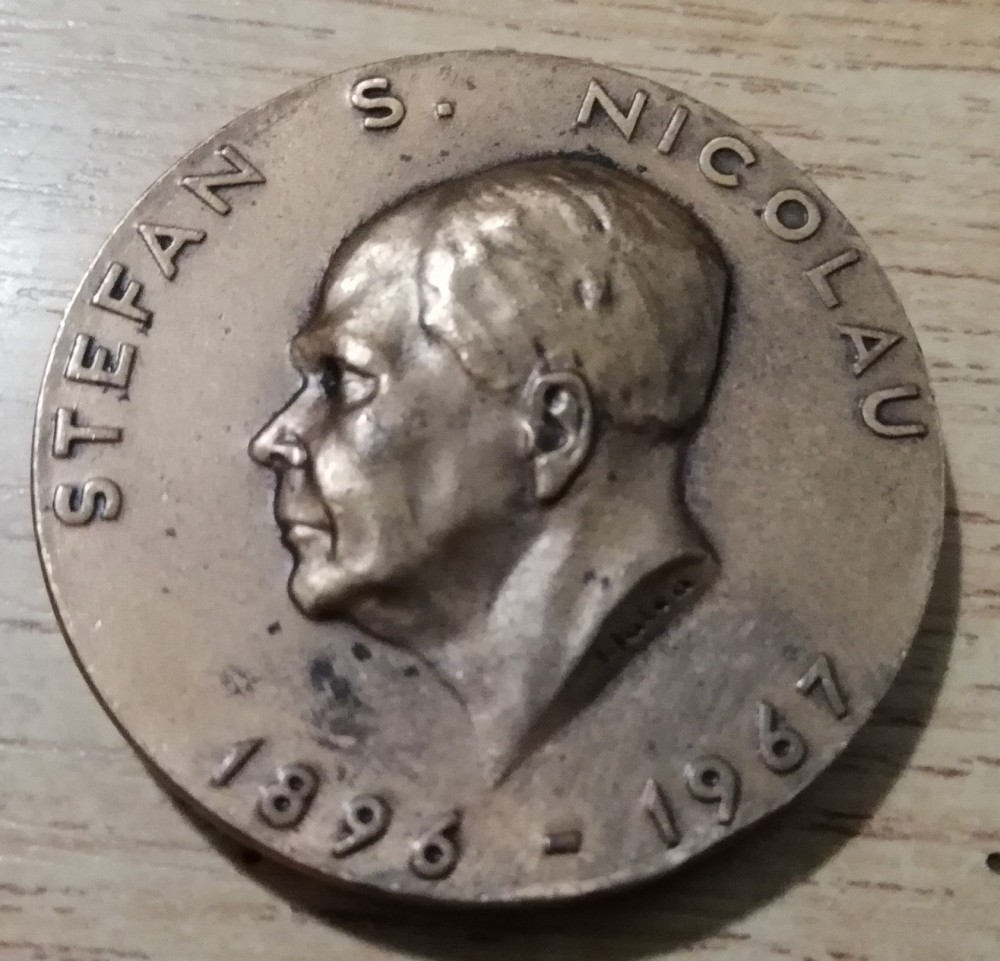 STEFAN S. NICOLAU
1896 - 1967